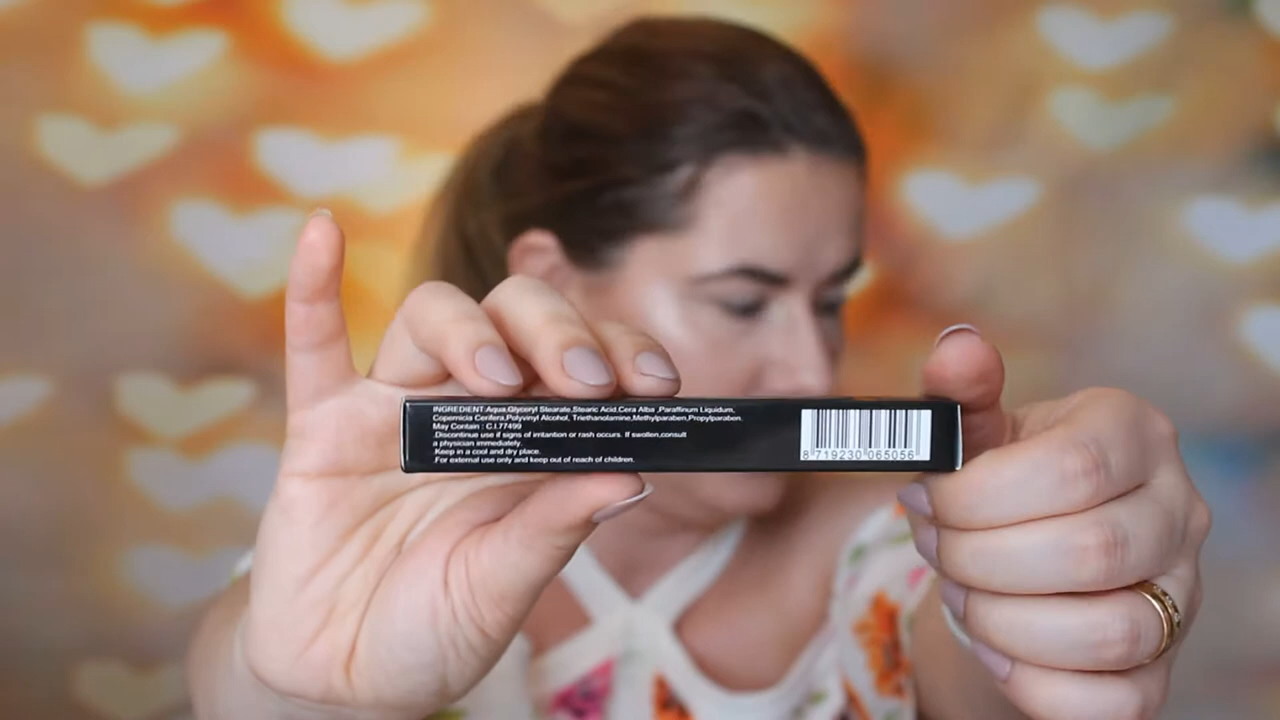 INGREDIENT:Aqua,Glyceryl Stearate,Stearic Acid,Cera Alba ,Paraffinum Liquidum,
Copernicia Cerifera,Polyvinyl Alcohol, Triethanolamine,Methylparaben,Propylparaben.
May Contain : C.I.77499
.Discontinue use if signs of irritation or rash occurs. If swollen,consult
a physician immediately.
.Keep in a cool and dry place.
.For external use only and keep out of reach of children.
8 719230 065056